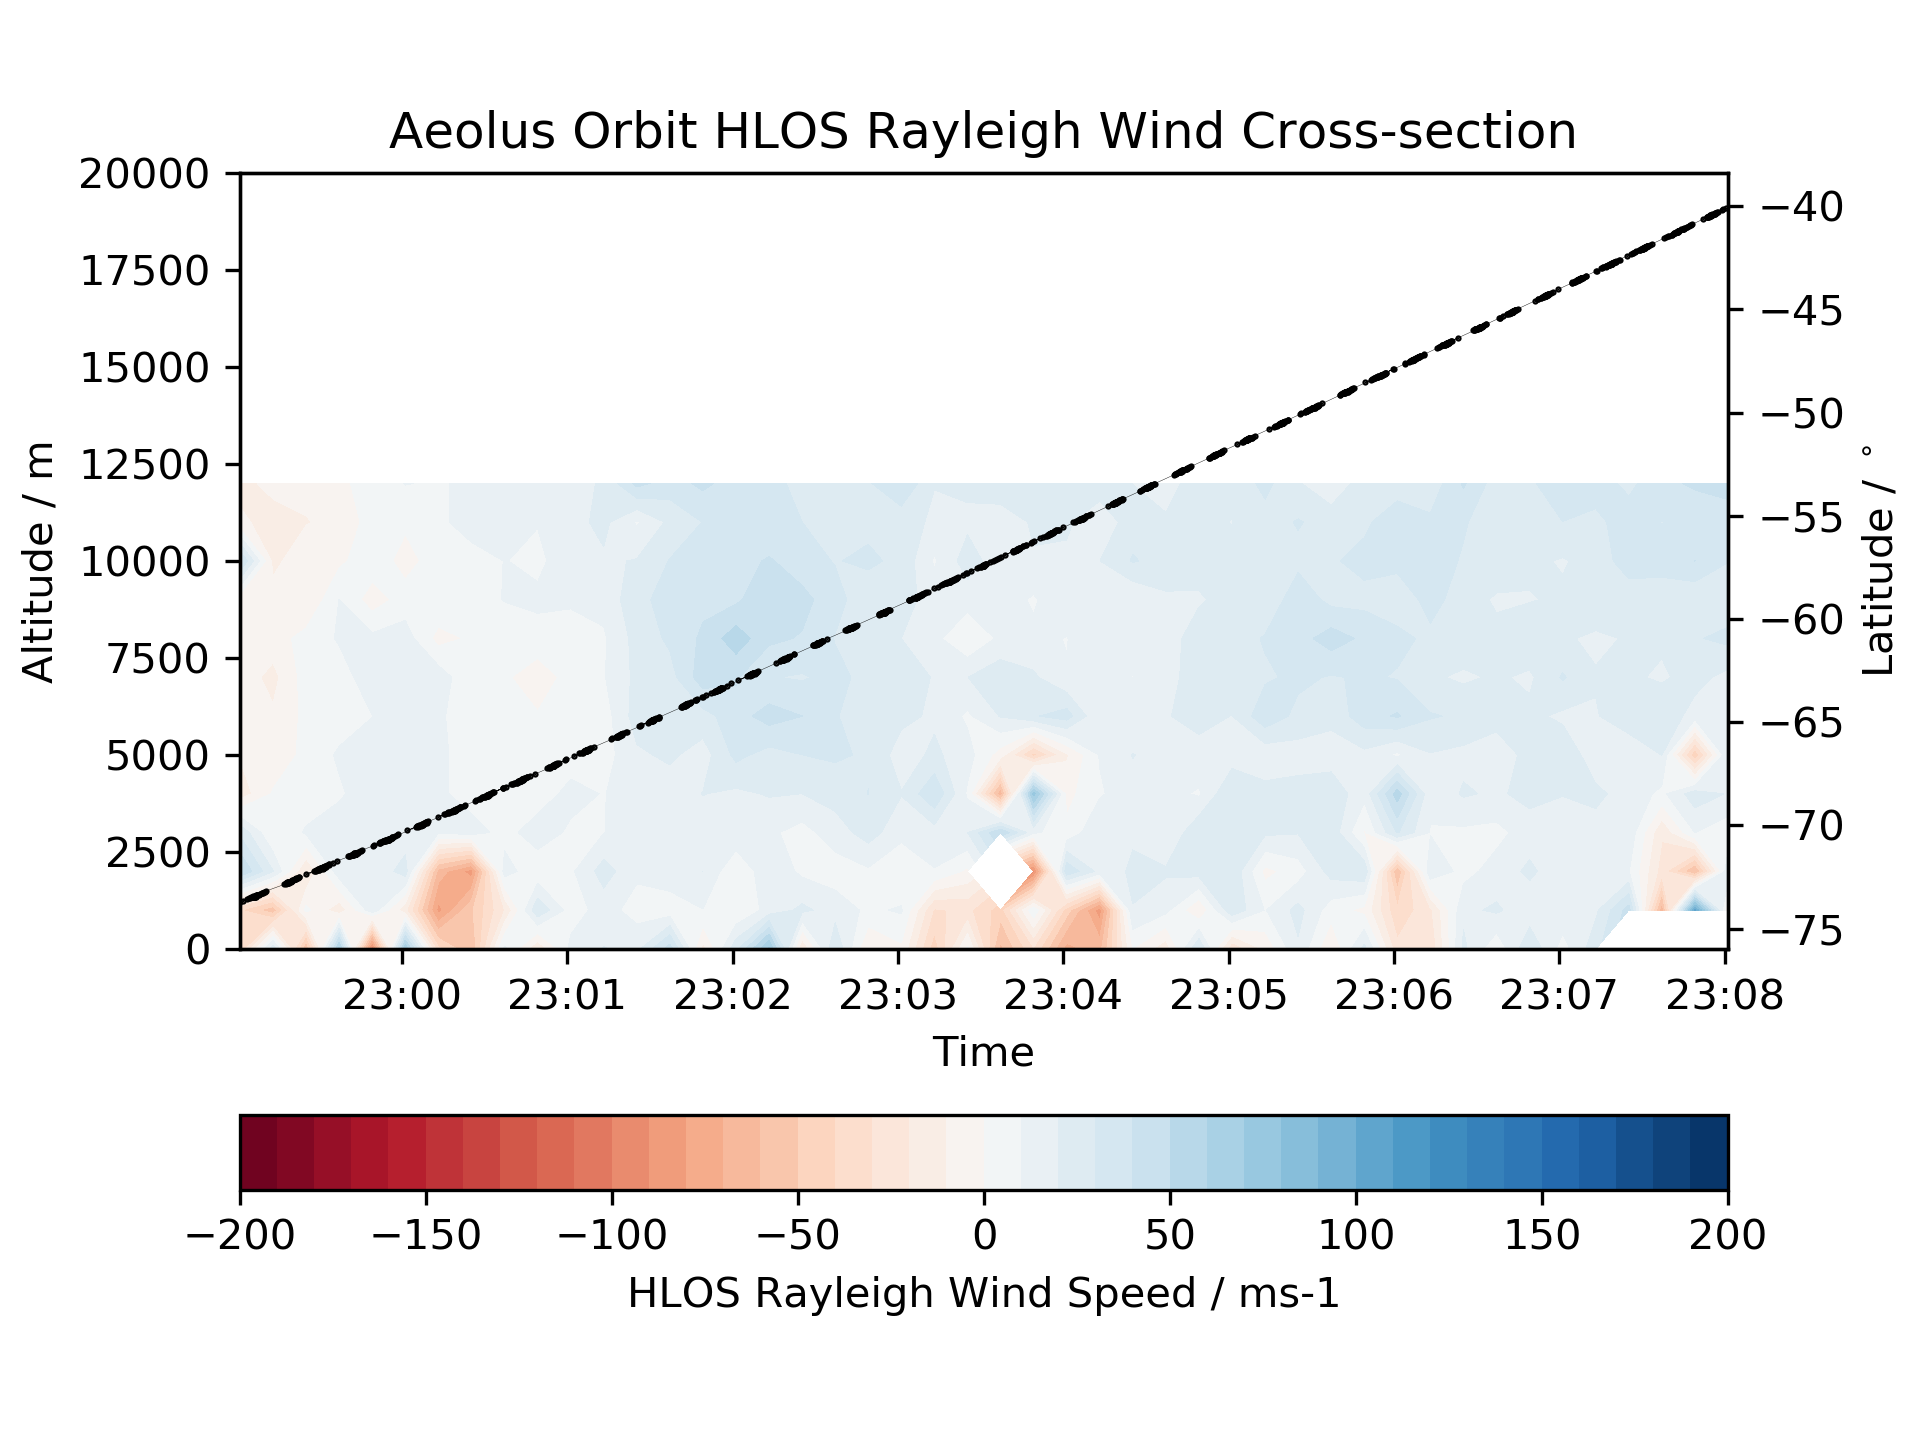 Aeolus Orbit HLOS Rayleigh Wind Cross-section
20000
17500
15000
12500
10000
7500
5000
2500
0
Altitude / m
−40
−45
−50
−55
−60
−65
−70
−75
Latitude / °
23:00 23:01 23:02 23:03 23:04 23:05 23:06 23:07 23:08
Time
−200 −150 −100 −50 0 50 100 150 200
HLOS Rayleigh Wind Speed / ms-1